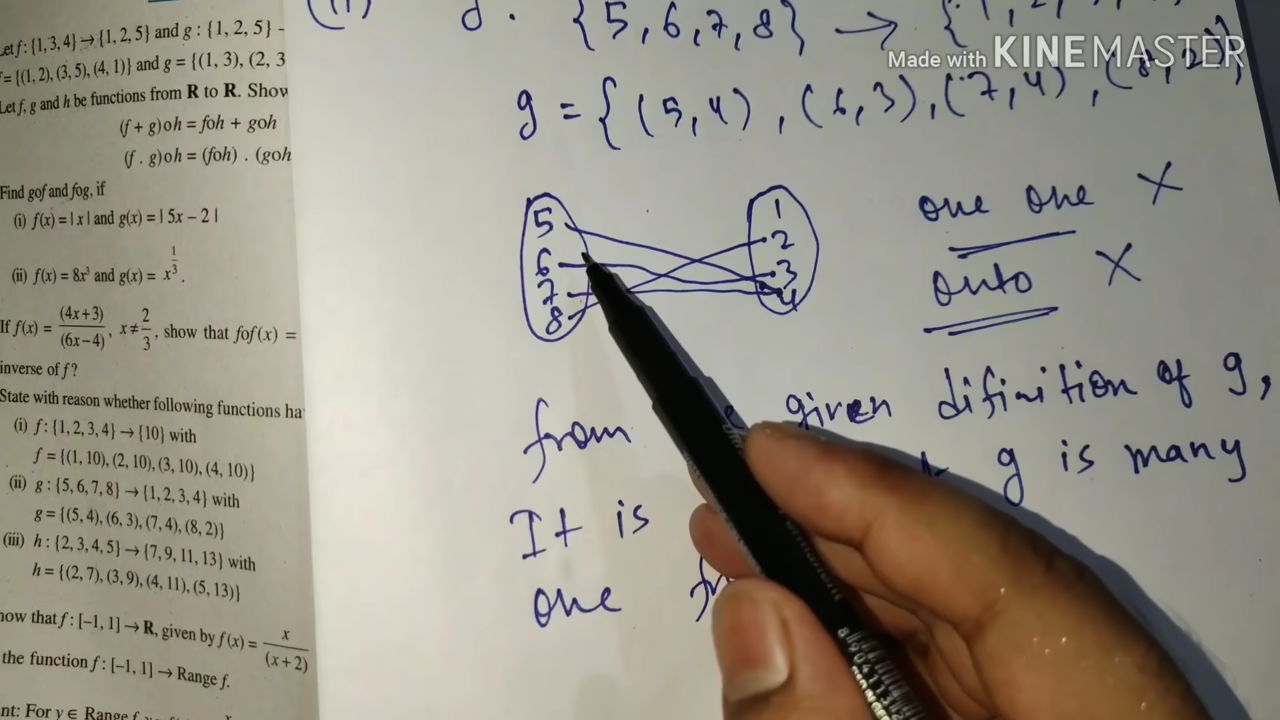 Let f : {1, 3, 4} → {1, 2, 5} and g : {1, 2, 5} -
= {(1, 2), (3, 5), (4, 1)} and g = {(1, 3), (2, 3
Let f, g and h be functions from R to R. Show
(f + g)oh = foh + goh
(f . g)oh = (foh) . (goh
Find gof and fog, if
(i) f(x) = | x | and g(x) = | 5x – 2 |
(ii) f(x) = 8x³ and g(x) = x^(1/3).
If f(x) = (4x+3)/(6x–4), x ≠ 2/3, show that fof(x) =
inverse of f?
State with reason whether following functions ha
(i) f : {1, 2, 3, 4} → {10} with
f = {(1, 10), (2, 10), (3, 10), (4, 10)}
(ii) g : {5, 6, 7, 8} → {1, 2, 3, 4} with
g = {(5, 4), (6, 3), (7, 4), (8, 2)}
(iii) h : {2, 3, 4, 5} → {7, 9, 11, 13} with
h = {(2, 7), (3, 9), (4, 11), (5, 13)}
how that f : [–1, 1] → R, given by f(x) = x/(x+2)
the function f : [–1, 1] → Range f.
nt: For y ∈ Range f
{5, 6, 7, 8} → {1, 2,
Made with KINEMASTER
g = {(5, 4), (6, 3), (7, 4), (8, 2)}
5
6
7
8
1
2
3
4
one one X
onto X
from given difinition of g,
It is g is many
one